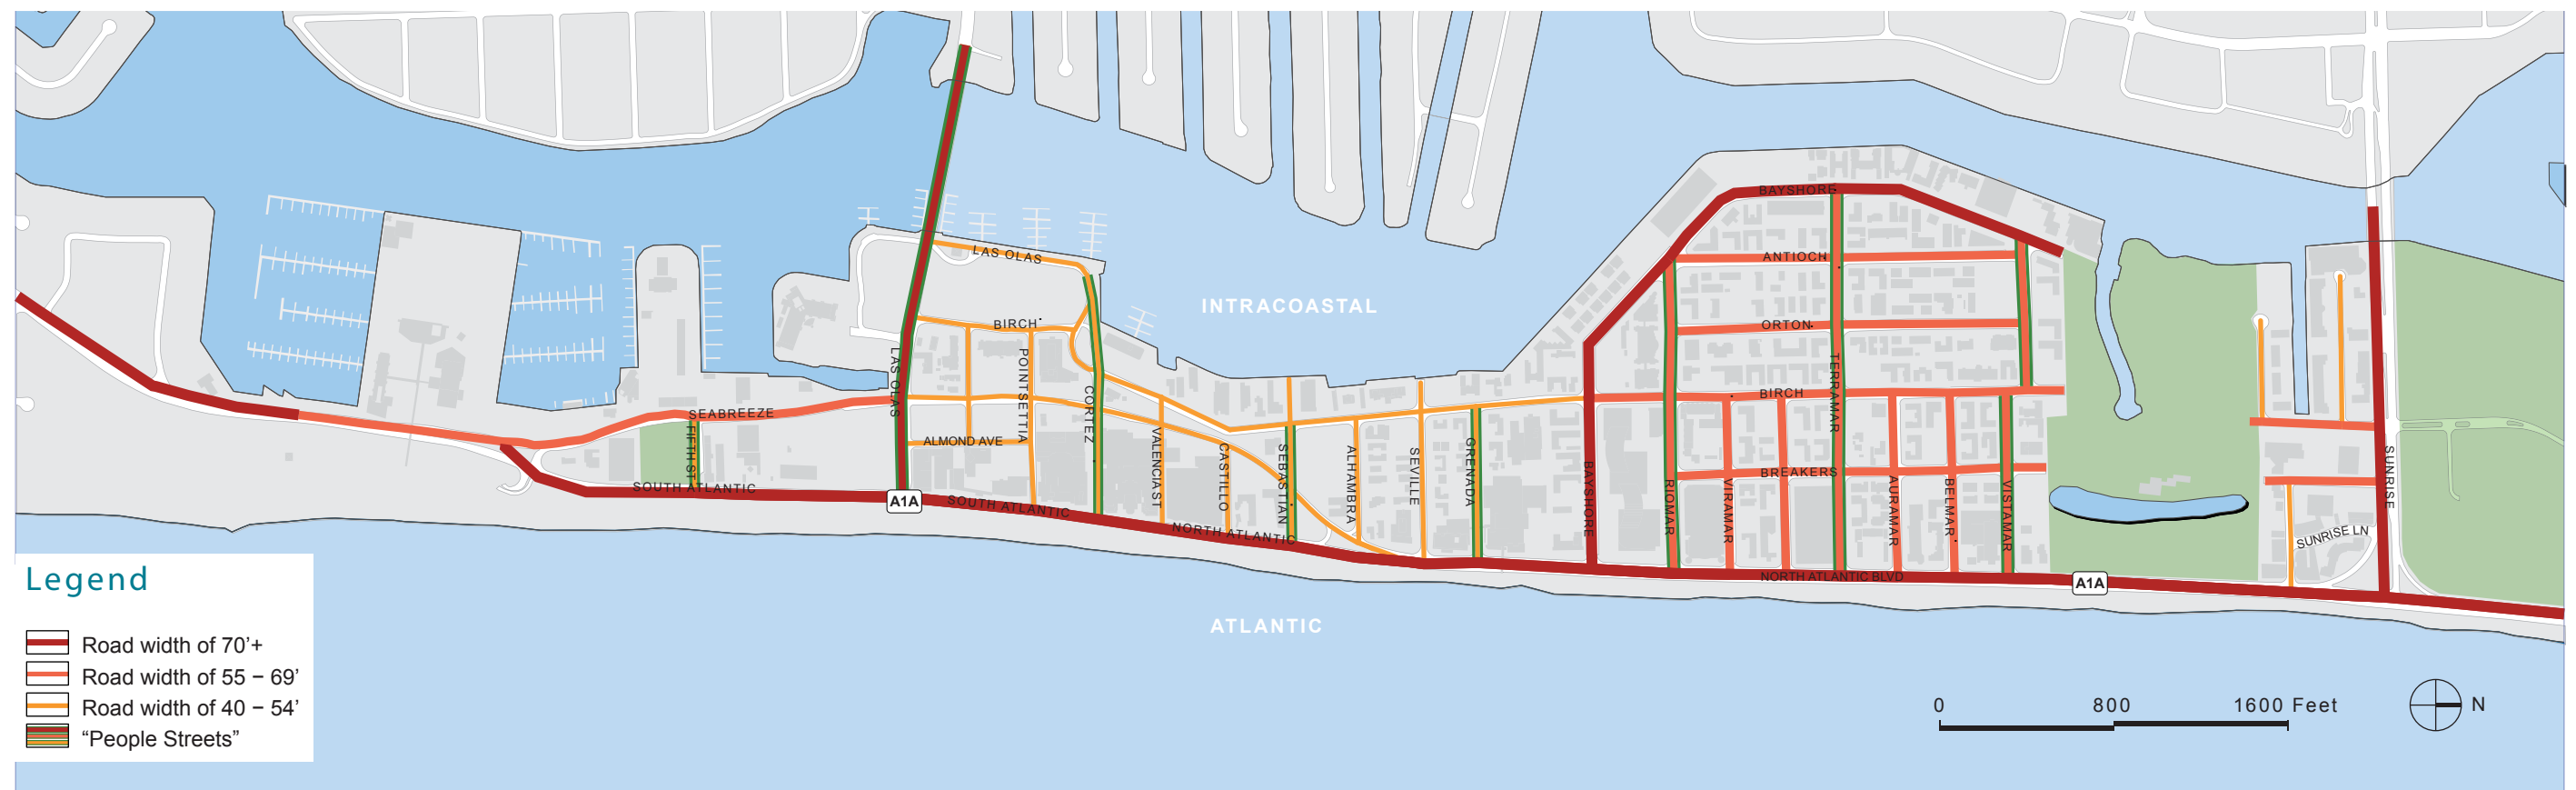 BAYSHORE
LAS OLAS
ANTIOCH
INTRACOASTAL
BIRCH
ORTON
LAS OLAS
POINTSETTIA
CORTEZ
TERRAMAR
BIRCH
SEABREEZE
FIFTH ST
ALMOND AVE
VALENCIA ST
CASTILLO
SEBASTIAN
ALHAMBRA
SEVILLE
GRENADA
BAYSHORE
RIOMAR
VIRAMAR
BREAKERS
AURAMAR
BELMAR
VISTAMAR
SUNRISE
SUNRISE LN
SOUTH ATLANTIC
A1A
SOUTH ATLANTIC
NORTH ATLANTIC
NORTH ATLANTIC BLVD
A1A
ATLANTIC
Legend
Road width of 70’+
Road width of 55 – 69’
Road width of 40 – 54’
“People Streets”
0 800 1600 Feet
N